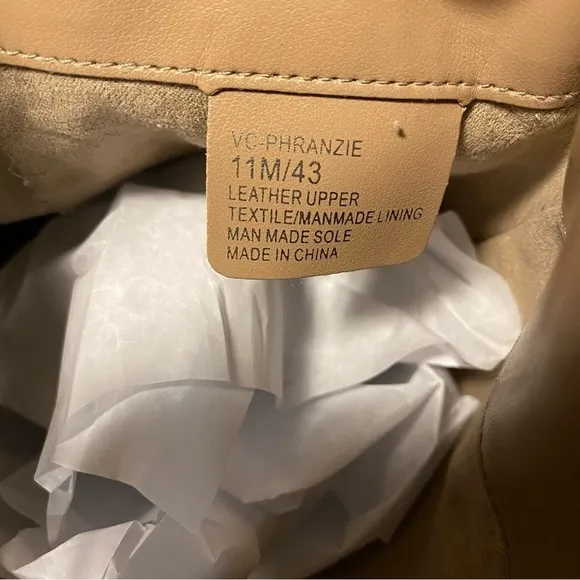 VC-PHRANZIE
11M/43
LEATHER UPPER
TEXTILE/MANMADE LINING
MAN MADE SOLE
MADE IN CHINA